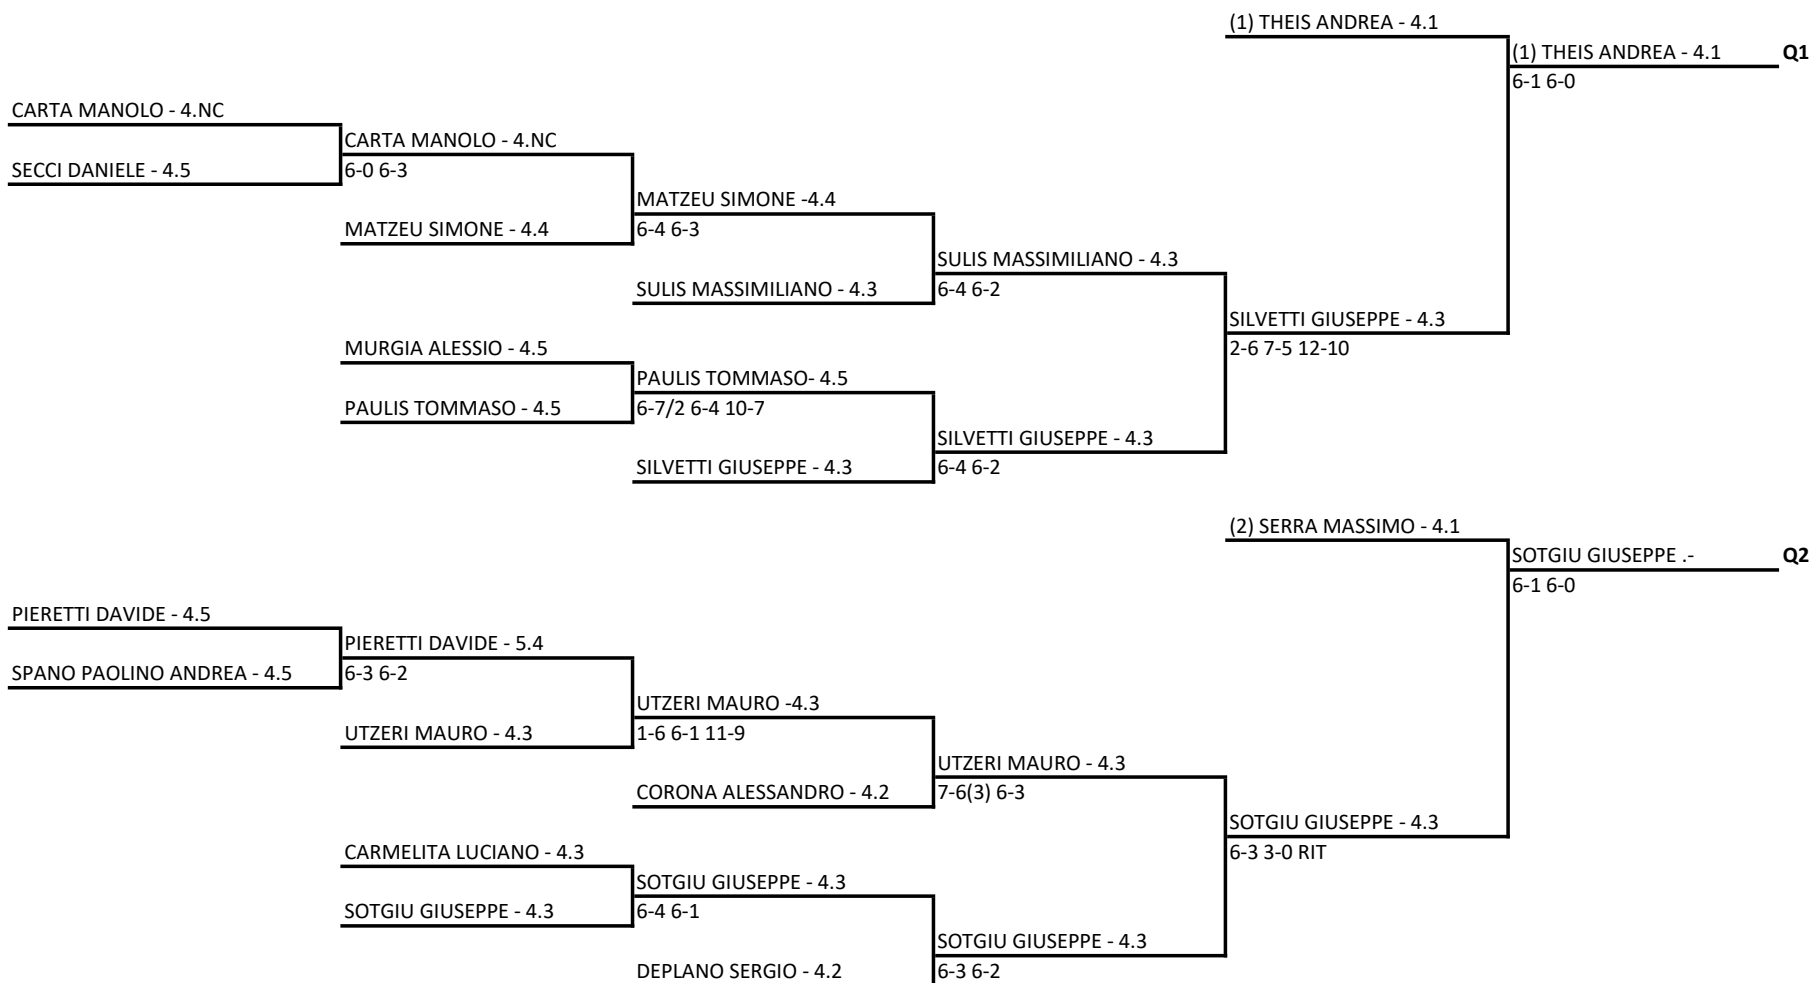 (1) THEIS ANDREA - 4.1
(1) THEIS ANDREA - 4.1 Q1
6-1 6-0
CARTA MANOLO - 4.NC
CARTA MANOLO - 4.NC
SECCI DANIELE - 4.5
6-0 6-3
MATZEU SIMONE -4.4
MATZEU SIMONE - 4.4
6-4 6-3
SULIS MASSIMILIANO - 4.3
SULIS MASSIMILIANO - 4.3
6-4 6-2
SILVETTI GIUSEPPE - 4.3
MURGIA ALESSIO - 4.5
2-6 7-5 12-10
PAULIS TOMMASO- 4.5
PAULIS TOMMASO - 4.5
6-7/2 6-4 10-7
SILVETTI GIUSEPPE - 4.3
SILVETTI GIUSEPPE - 4.3
6-4 6-2
(2) SERRA MASSIMO - 4.1
SOTGIU GIUSEPPE .- Q2
6-1 6-0
PIERETTI DAVIDE - 4.5
PIERETTI DAVIDE - 5.4
SPANO PAOLINO ANDREA - 4.5
6-3 6-2
UTZERI MAURO -4.3
UTZERI MAURO - 4.3
1-6 6-1 11-9
UTZERI MAURO - 4.3
CORONA ALESSANDRO - 4.2
7-6(3) 6-3
SOTGIU GIUSEPPE - 4.3
CARMELITA LUCIANO - 4.3
6-3 3-0 RIT
SOTGIU GIUSEPPE - 4.3
SOTGIU GIUSEPPE - 4.3
6-4 6-1
SOTGIU GIUSEPPE - 4.3
DEPLANO SERGIO - 4.2
6-3 6-2